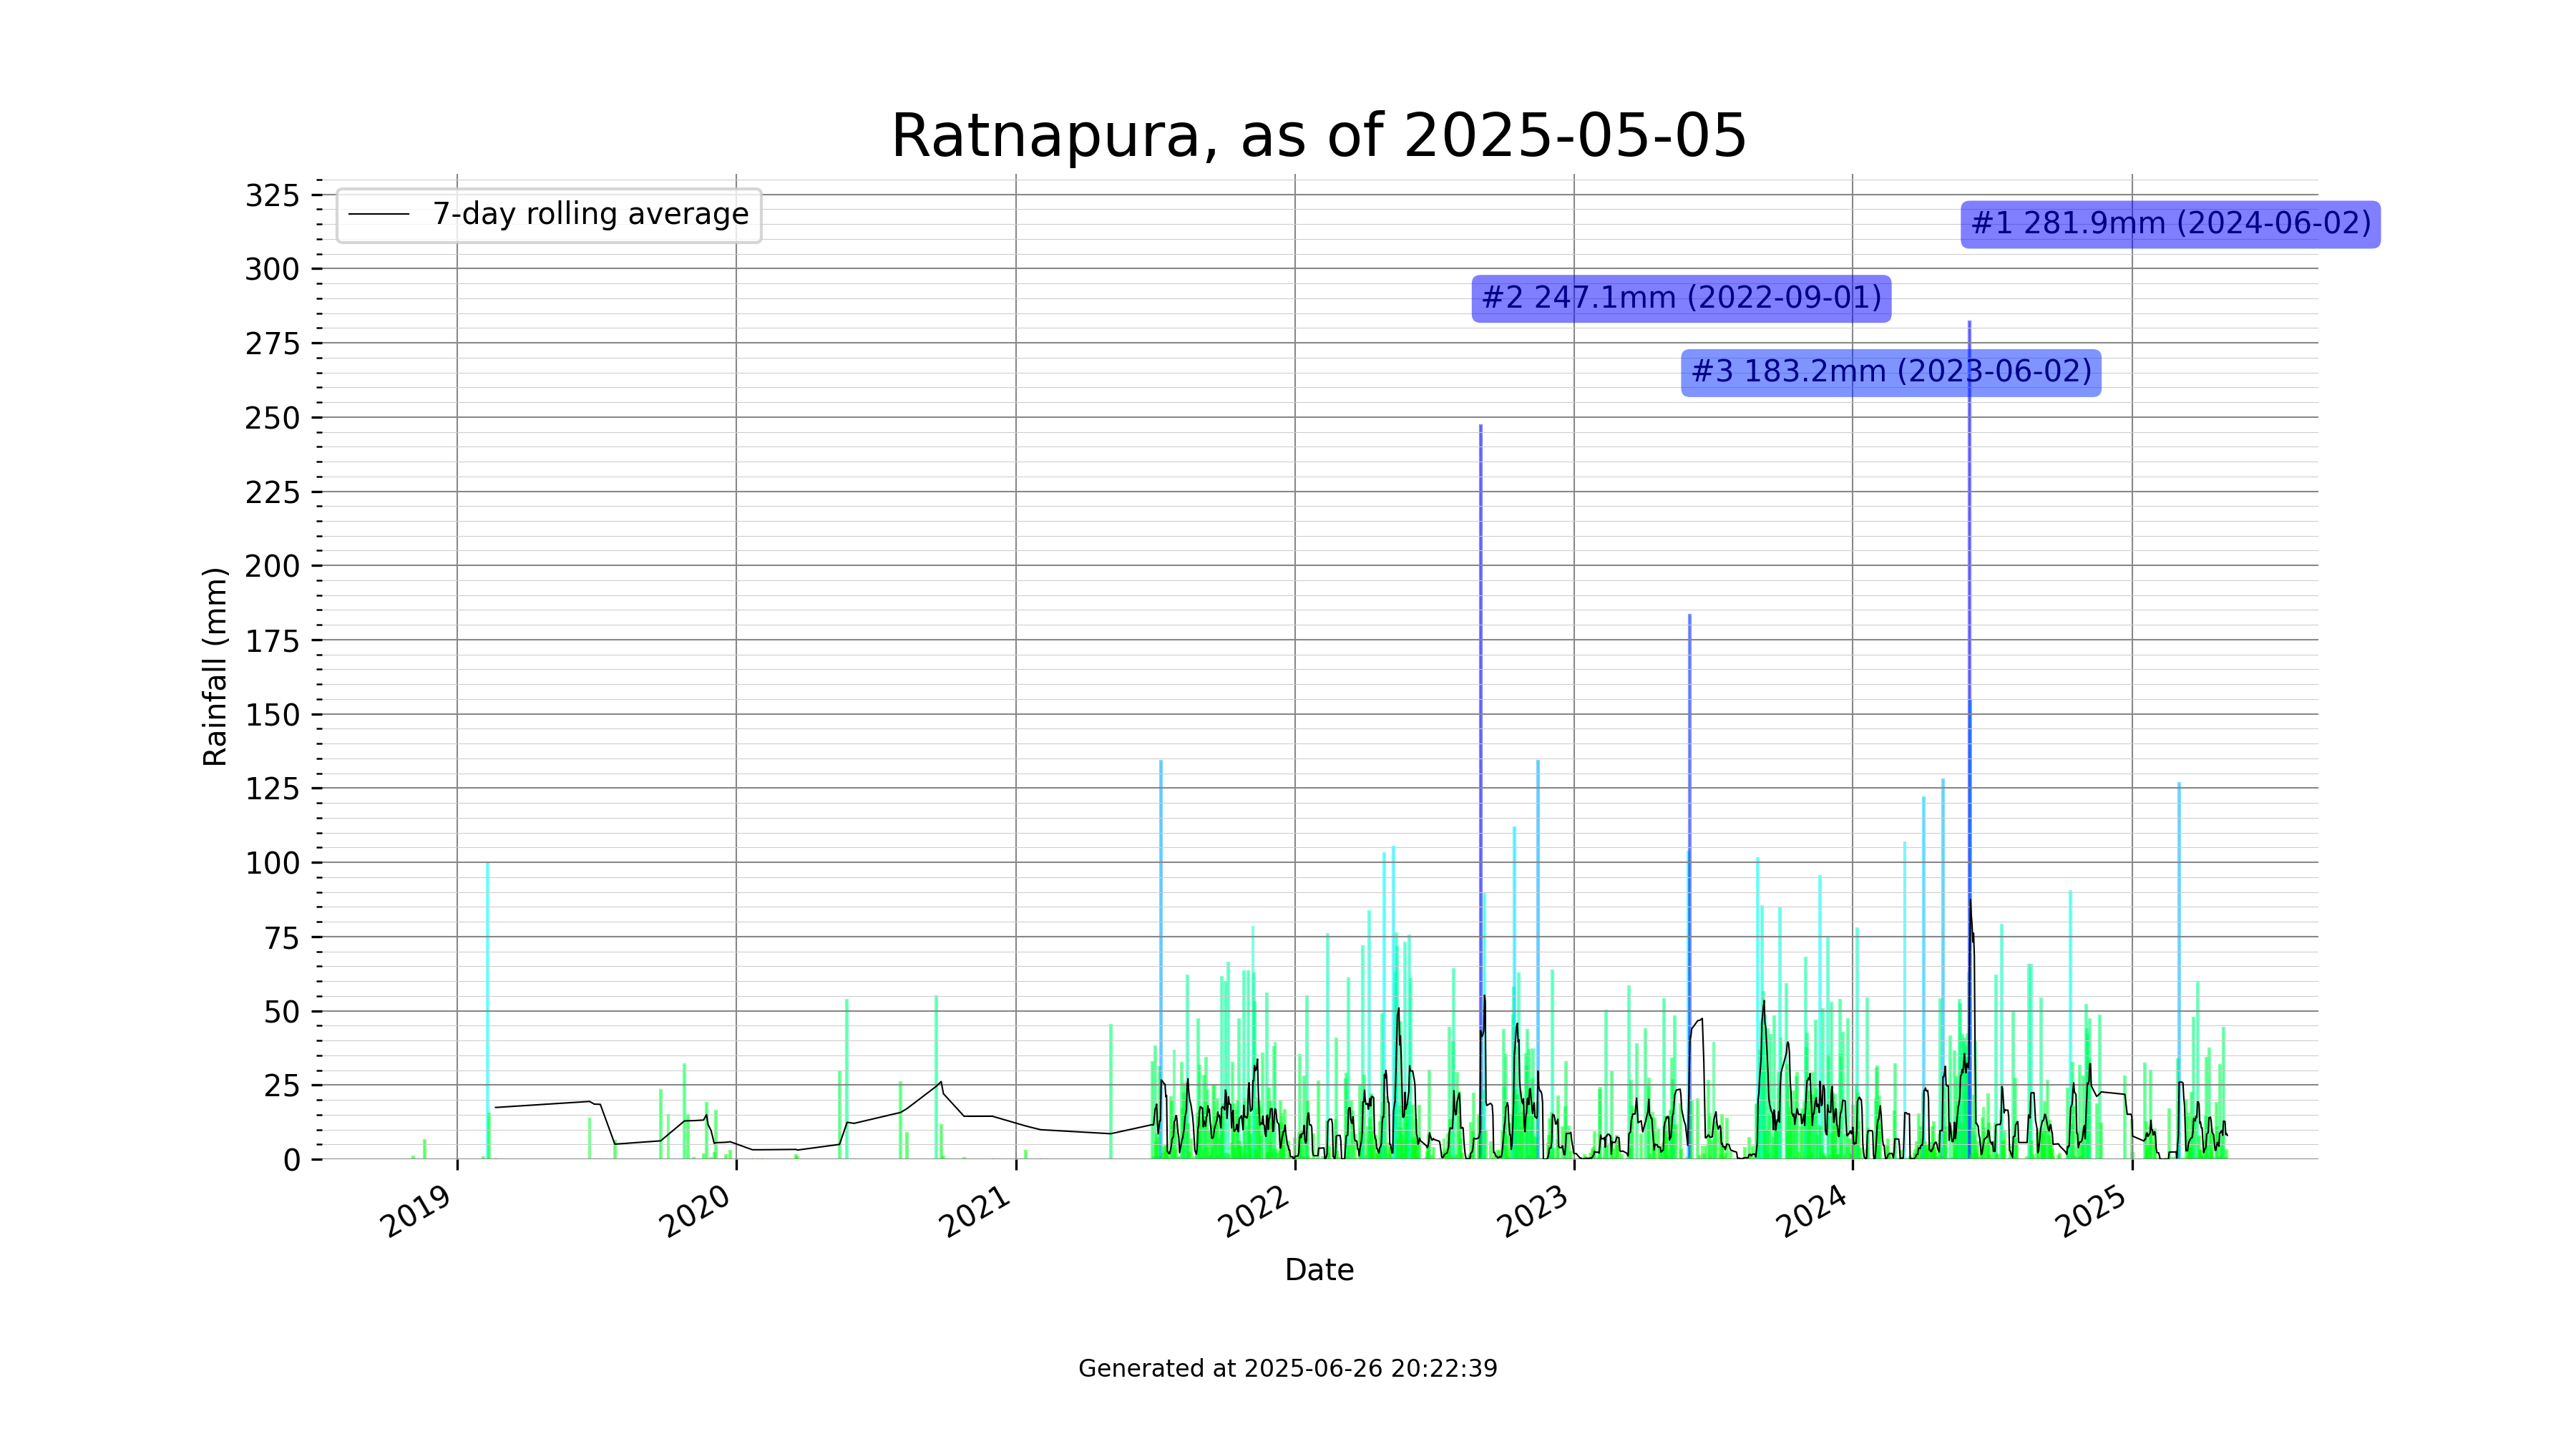 Ratnapura, as of 2025-05-05
7-day rolling average
#1 281.9mm (2024-06-02)
#2 247.1mm (2022-09-01)
#3 183.2mm (2023-06-02)
Rainfall (mm)
325
300
275
250
225
200
175
150
125
100
75
50
25
0
2019
2020
2021
2022
2023
2024
2025
Date
Generated at 2025-06-26 20:22:39